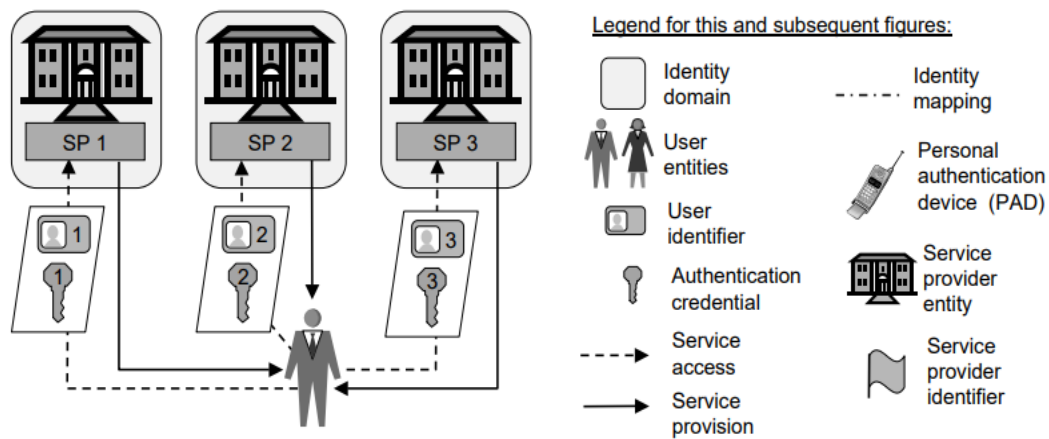 Legend for this and subsequent figures:
SP 1
SP 2
SP 3
1
2
3
1
2
3
Identity
domain
User
entities
User
identifier
Authentication
credential
Service
access
Service
provision
Identity
mapping
Personal
authentication
device (PAD)
Service
provider
entity
Service
provider
identifier